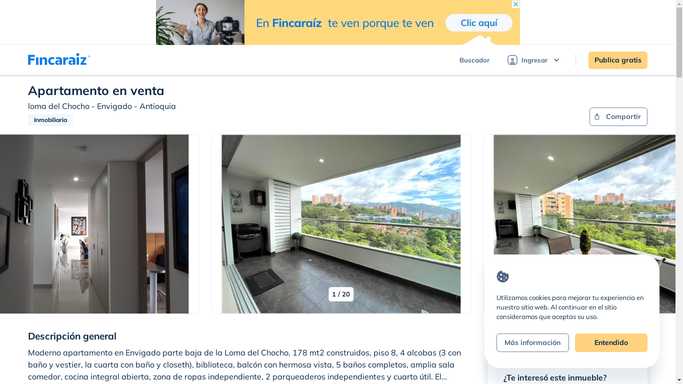 En Fincaraíz te ven porque te ven
Clic aquí
Fincaraíz
Buscador
Ingresar
Publica gratis
Apartamento en venta
loma del Chocho - Envigado - Antioquia
Inmobiliaria
Compartir
1 / 20
Utilizamos cookies para mejorar tu experiencia en
nuestro sitio web. Al continuar en el sitio
consideramos que aceptas su uso.
Más información
Entendido
Descripción general
Moderno apartamento en Envigado parte baja de la Loma del Chocho, 178 mt2 construidos, piso 8, 4 alcobas (3 con
baño y vestier, la cuarta con baño y closeth), biblioteca, balcón con hermosa vista, 5 baños completos, amplia sala
comedor, cocina integral abierta, zona de ropas independiente, 2 parqueaderos independientes y cuarto útil. El...
¿Te interesó este inmueble?